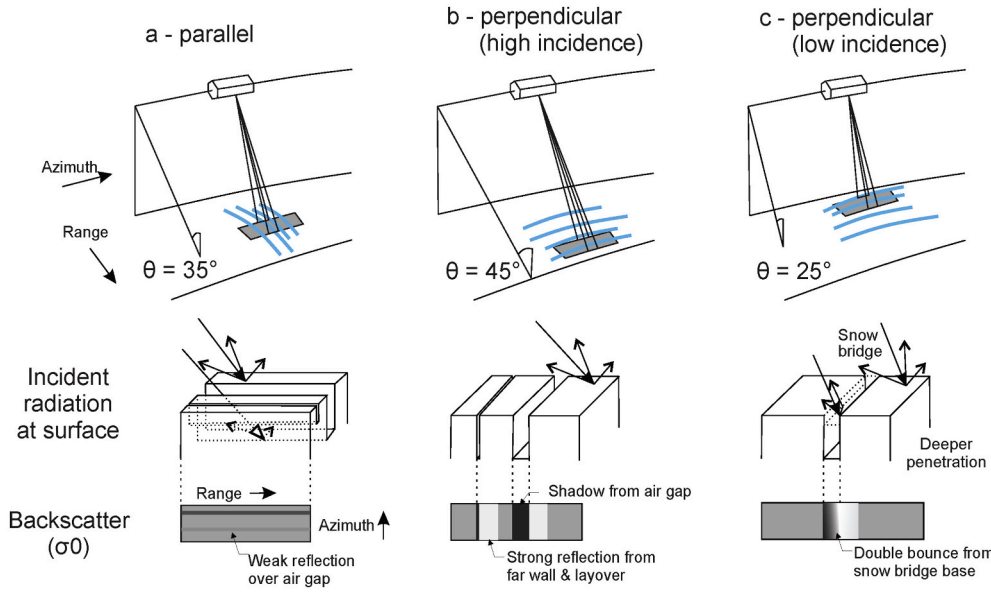 a - parallel
b - perpendicular
(high incidence)
c - perpendicular
(low incidence)
Azimuth
Range
θ = 35°
θ = 45°
θ = 25°
Incident
radiation
at surface
Snow
bridge
Deeper
penetration
Backscatter
(σ0)
Range
Azimuth
Weak reflection
over air gap
Shadow from air gap
Strong reflection from
far wall & layover
Double bounce from
snow bridge base